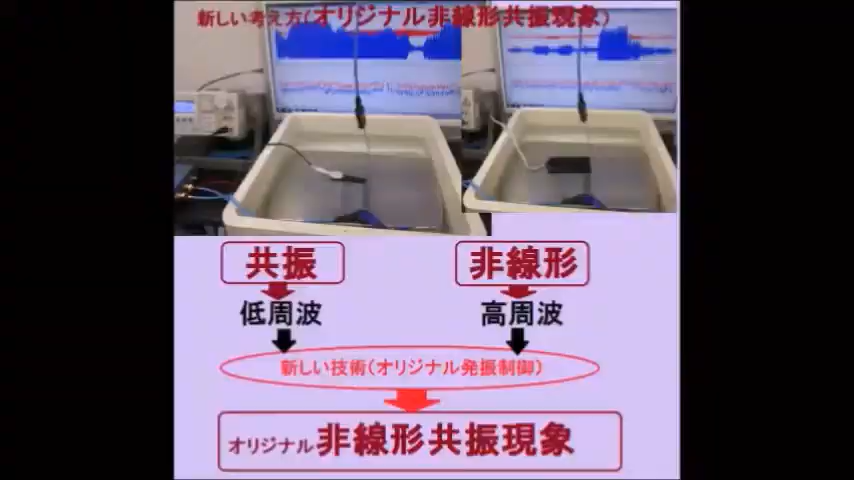 新しい考え方(オリジナル非線形共振現象)
共振
非線形
低周波
高周波
新しい技術(オリジナル発振制御)
オリジナル非線形共振現象